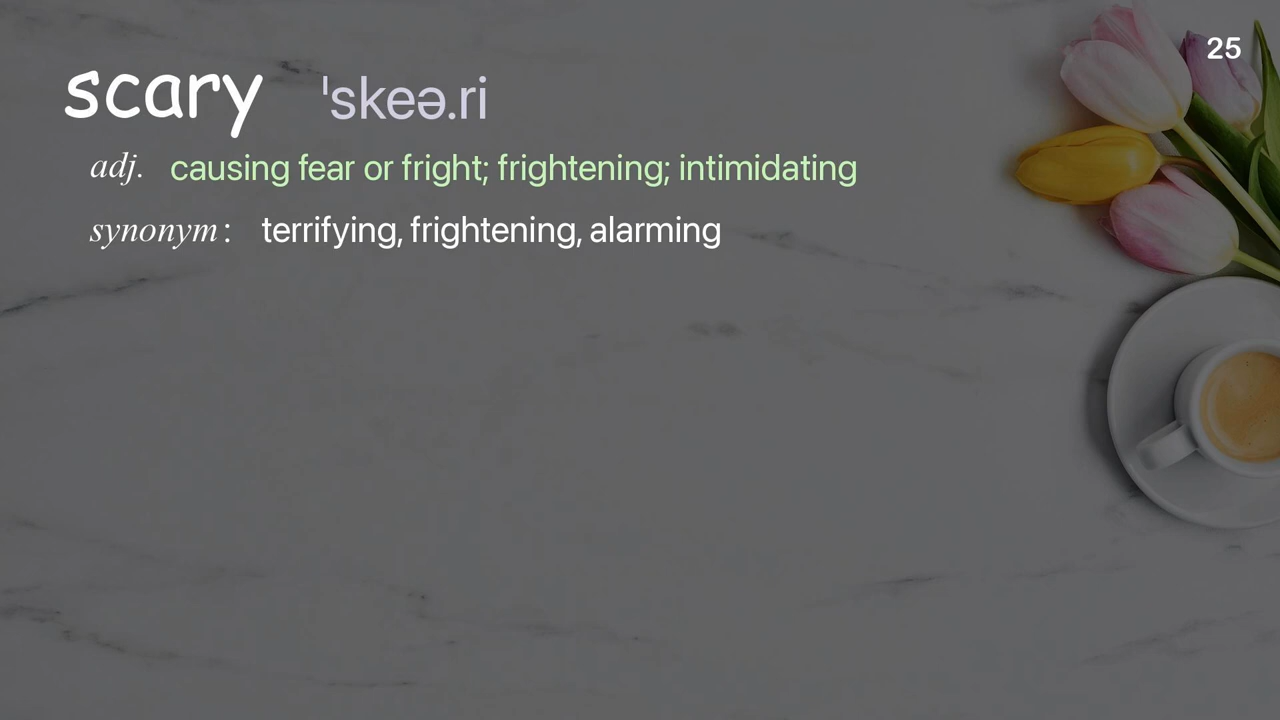 25
scary ˈskeə.ri
adj. causing fear or fright; frightening; intimidating
synonym: terrifying, frightening, alarming